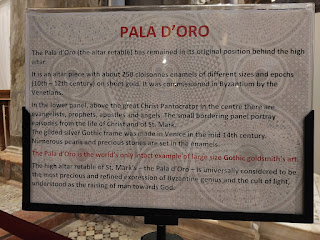 PALA D'ORO
The Pala d'Oro (the altar retable) has remained in its original position behind the high
altar.
It is an altar piece with about 250 cloisonnés enamels of different sizes and epochs
(10th – 12th century) on sheet gold. It was commissioned in Byzantium by the
Venetians.
In the lower panel, above the great Christ Pantocrator in the centre there are
evangelists, prophets, apostles and angels. The small bordering panel portray
episodes from the life of Christ and of St. Mark.
The gilded silver Gothic frame was made in Venice in the mid 14th century.
Numerous pearls and precious stones are set in the enamels.
The Pala d'Oro is the world's only intact example of large size Gothic goldsmith's art.
The high altar retable of St. Mark's – the Pala d'Oro – is universally considered to be
the most precious and refined expression of Byzantine genius and the cult of light,
understood as the raising of man towards God.